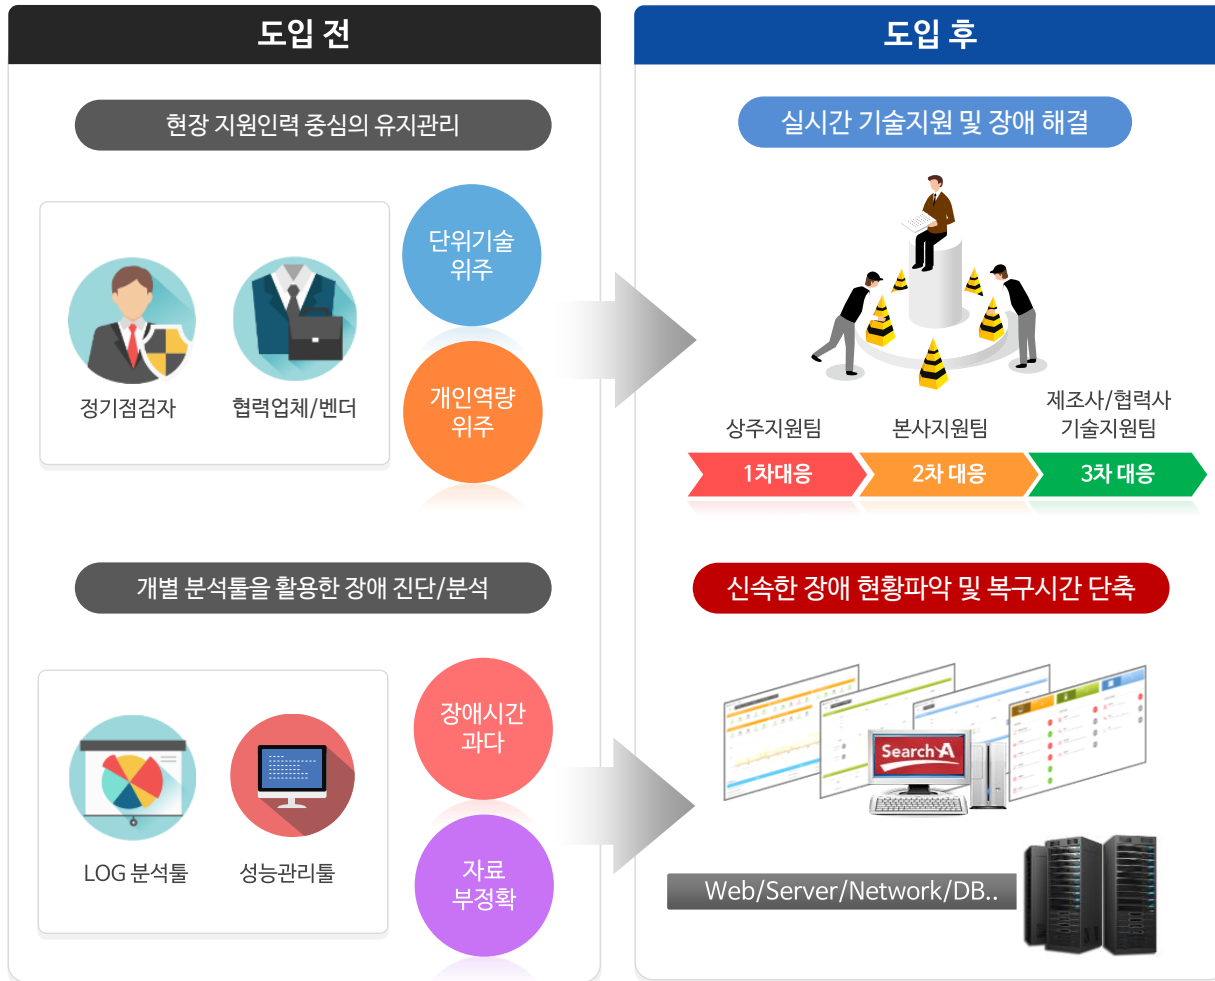 도입 전
현장 지원인력 중심의 유지관리
단위기술
위주
개인역량
위주
정기점검자
협력업체/벤더
개별 분석툴을 활용한 장애 진단/분석
장애시간
과다
자료
부정확
LOG 분석툴
성능관리툴
도입 후
실시간 기술지원 및 장애 해결
상주지원팀
본사지원팀
제조사/협력사
기술지원팀
1차대응
2차 대응
3차 대응
신속한 장애 현황파악 및 복구시간 단축
Search A
Web/Server/Network/DB..